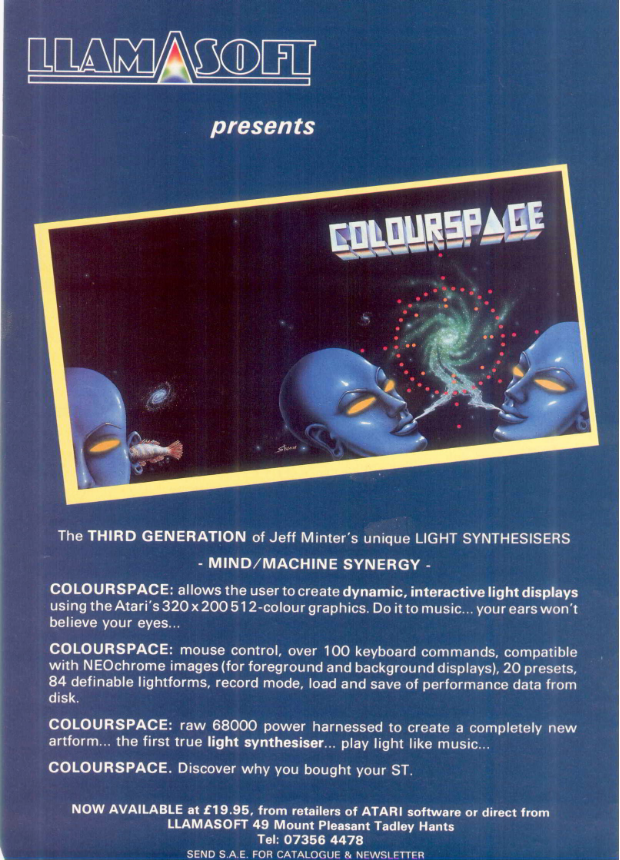 LLAMASOFT
presents
COLOURSPACE
The THIRD GENERATION of Jeff Minter's unique LIGHT SYNTHESISERS
- MIND/MACHINE SYNERGY -
COLOURSPACE: allows the user to create dynamic, interactive light displays
using the Atari's 320 x 200 512-colour graphics. Do it to music... your ears won't
believe your eyes...
COLOURSPACE: mouse control, over 100 keyboard commands, compatible
with NEOchrome images (for foreground and background displays), 20 presets,
84 definable lightforms, record mode, load and save of performance data from
disk.
COLOURSPACE: raw 68000 power harnessed to create a completely new
artform... the first true light synthesiser... play light like music...
COLOURSPACE. Discover why you bought your ST.
NOW AVAILABLE at £19.95, from retailers of ATARI software or direct from
LLAMASOFT 49 Mount Pleasant Tadley Hants
Tel: 07356 4478
SEND S.A.E. FOR CATALOGUE & NEWSLETTER